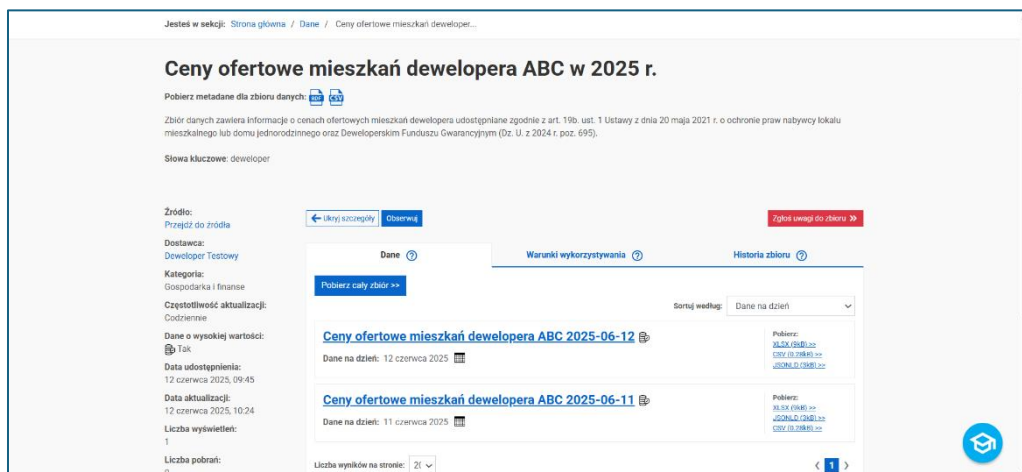 Jesteś w sekcji: Strona główna / Dane / Ceny ofertowe mieszkań deweloper...
Ceny ofertowe mieszkań dewelopera ABC w 2025 r.
Pobierz metadane dla zbioru danych: RDF CSV
Zbiór danych zawiera informacje o cenach ofertowych mieszkań dewelopera udostępniane zgodnie z art. 19b. ust. 1 Ustawy z dnia 20 maja 2021 r. o ochronie praw nabywcy lokalu
mieszkalnego lub domu jednorodzinnego oraz Deweloperskim Funduszu Gwarancyjnym (Dz. U. z 2024 r. poz. 695).
Słowa kluczowe: deweloper
Źródło:
Przejdź do źródła
Dostawca:
Deweloper Testowy
Kategoria:
Gospodarka i finanse
Częstotliwość aktualizacji:
Codziennie
Dane o wysokiej wartości:
Tak
Data udostępnienia:
12 czerwca 2025, 09:45
Data aktualizacji:
12 czerwca 2025, 10:24
Liczba wyświetleń:
1
Liczba pobrań:
Ukryj szczegóły Obserwuj Zgłoś uwagi do zbioru
Dane Warunki wykorzystywania Historia zbioru
Pobierz cały zbiór >>
Sortuj według: Dane na dzień
Ceny ofertowe mieszkań dewelopera ABC 2025-06-12
Dane na dzień: 12 czerwca 2025
Pobierz:
XLSX (9kB) >>
CSV (0.28kB) >>
JSONLD (3kB) >>
Ceny ofertowe mieszkań dewelopera ABC 2025-06-11
Dane na dzień: 11 czerwca 2025
Pobierz:
XLSX (9kB) >>
JSONLD (3kB) >>
CSV (0.28kB) >>
Liczba wyników na stronie: 1